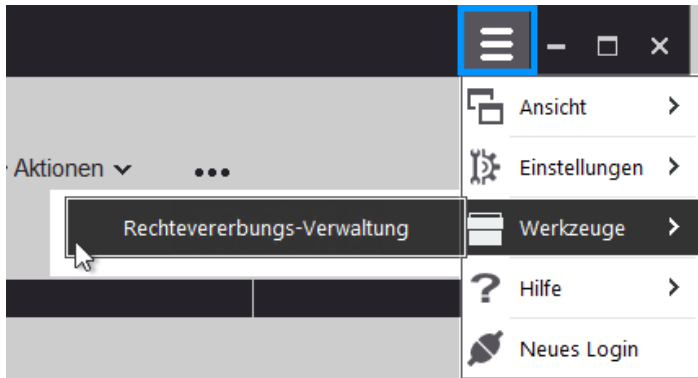 Ansicht
Aktionen
Einstellungen
Rechtevererbungs-Verwaltung
Werkzeuge
Hilfe
Neues Login